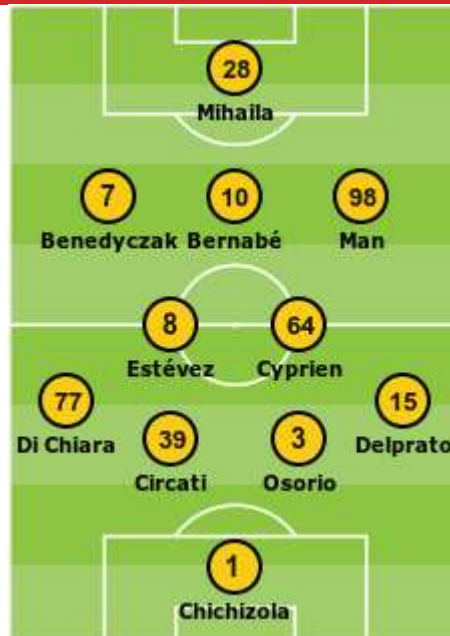 28
Mihaila
7 10 98
Benedyczak Bernabé Man
8 64
Estévez Cyprien
77 15
Di Chiara Delprato
39 3
Circati Osorio
1
Chichizola